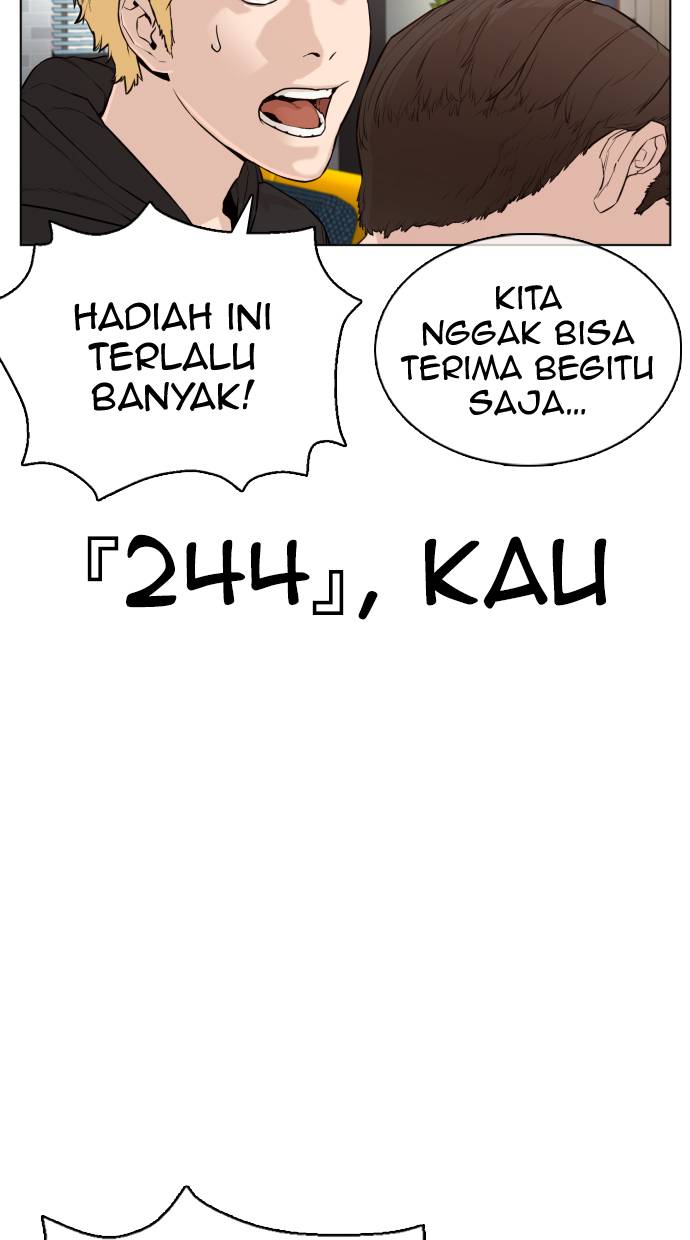 HADIAH INI
TERLALU
BANYAK!
KITA
NGGAK BISA
TERIMA BEGITU
SAJA...
『244』, KAU